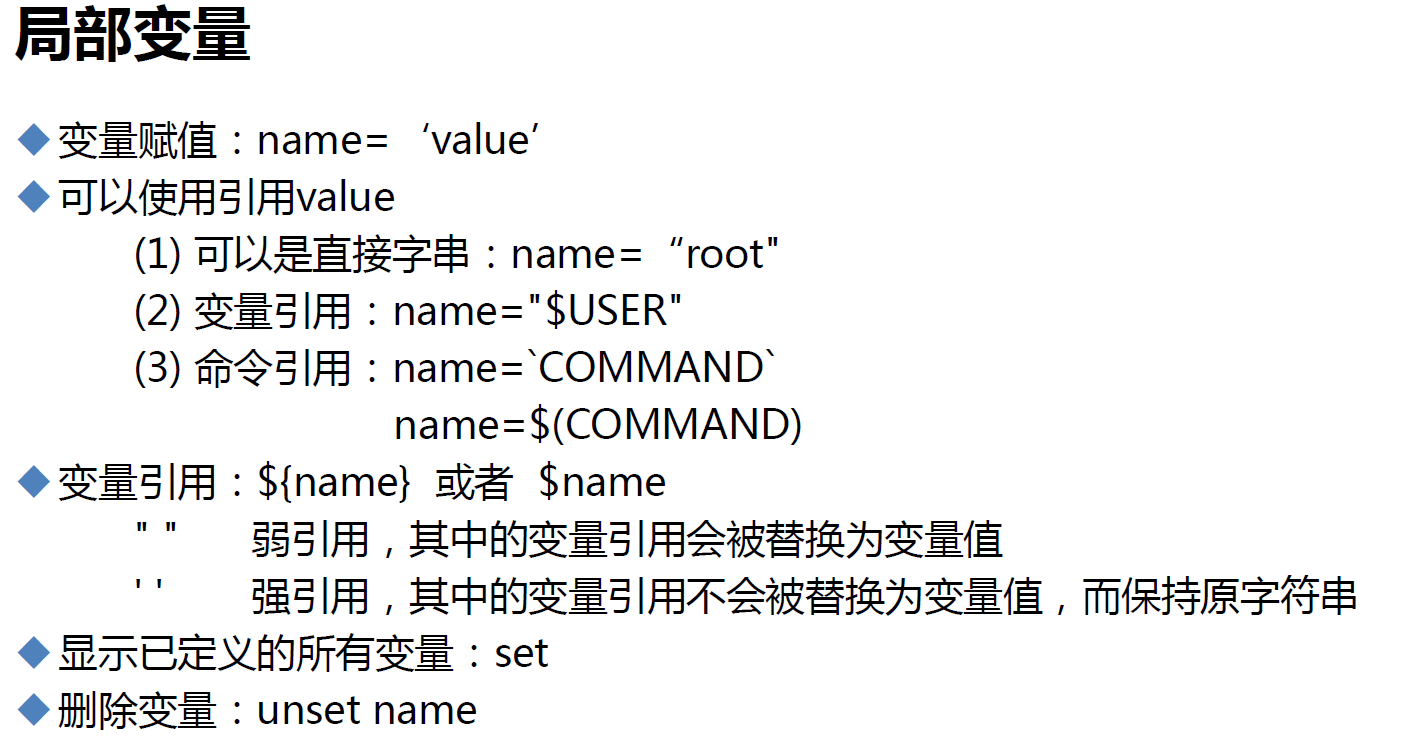 局部变量
◆变量赋值：name= ‘value’
◆可以使用引用value
(1) 可以是直接字串：name= “root"
(2) 变量引用：name="$USER"
(3) 命令引用：name=`COMMAND`
name=$(COMMAND)
◆变量引用：${name} 或者 $name
" " 弱引用，其中的变量引用会被替换为变量值
' ' 强引用，其中的变量引用不会被替换为变量值，而保持原字符串
◆显示已定义的所有变量：set
◆删除变量：unset name